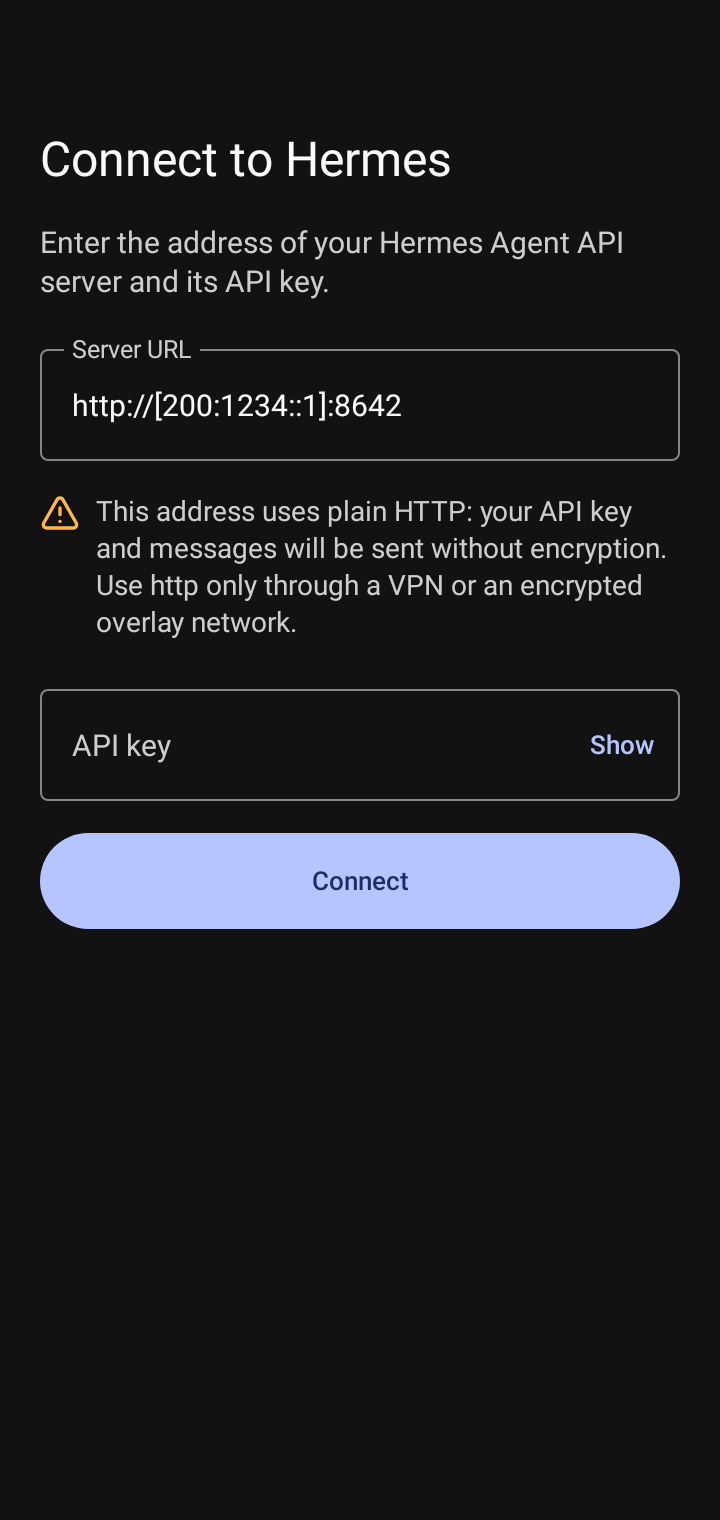 Connect to Hermes
Enter the address of your Hermes Agent API
server and its API key.
Server URL
http://[200:1234::1]:8642
This address uses plain HTTP: your API key
and messages will be sent without encryption.
Use http only through a VPN or an encrypted
overlay network.
API key
Show
Connect